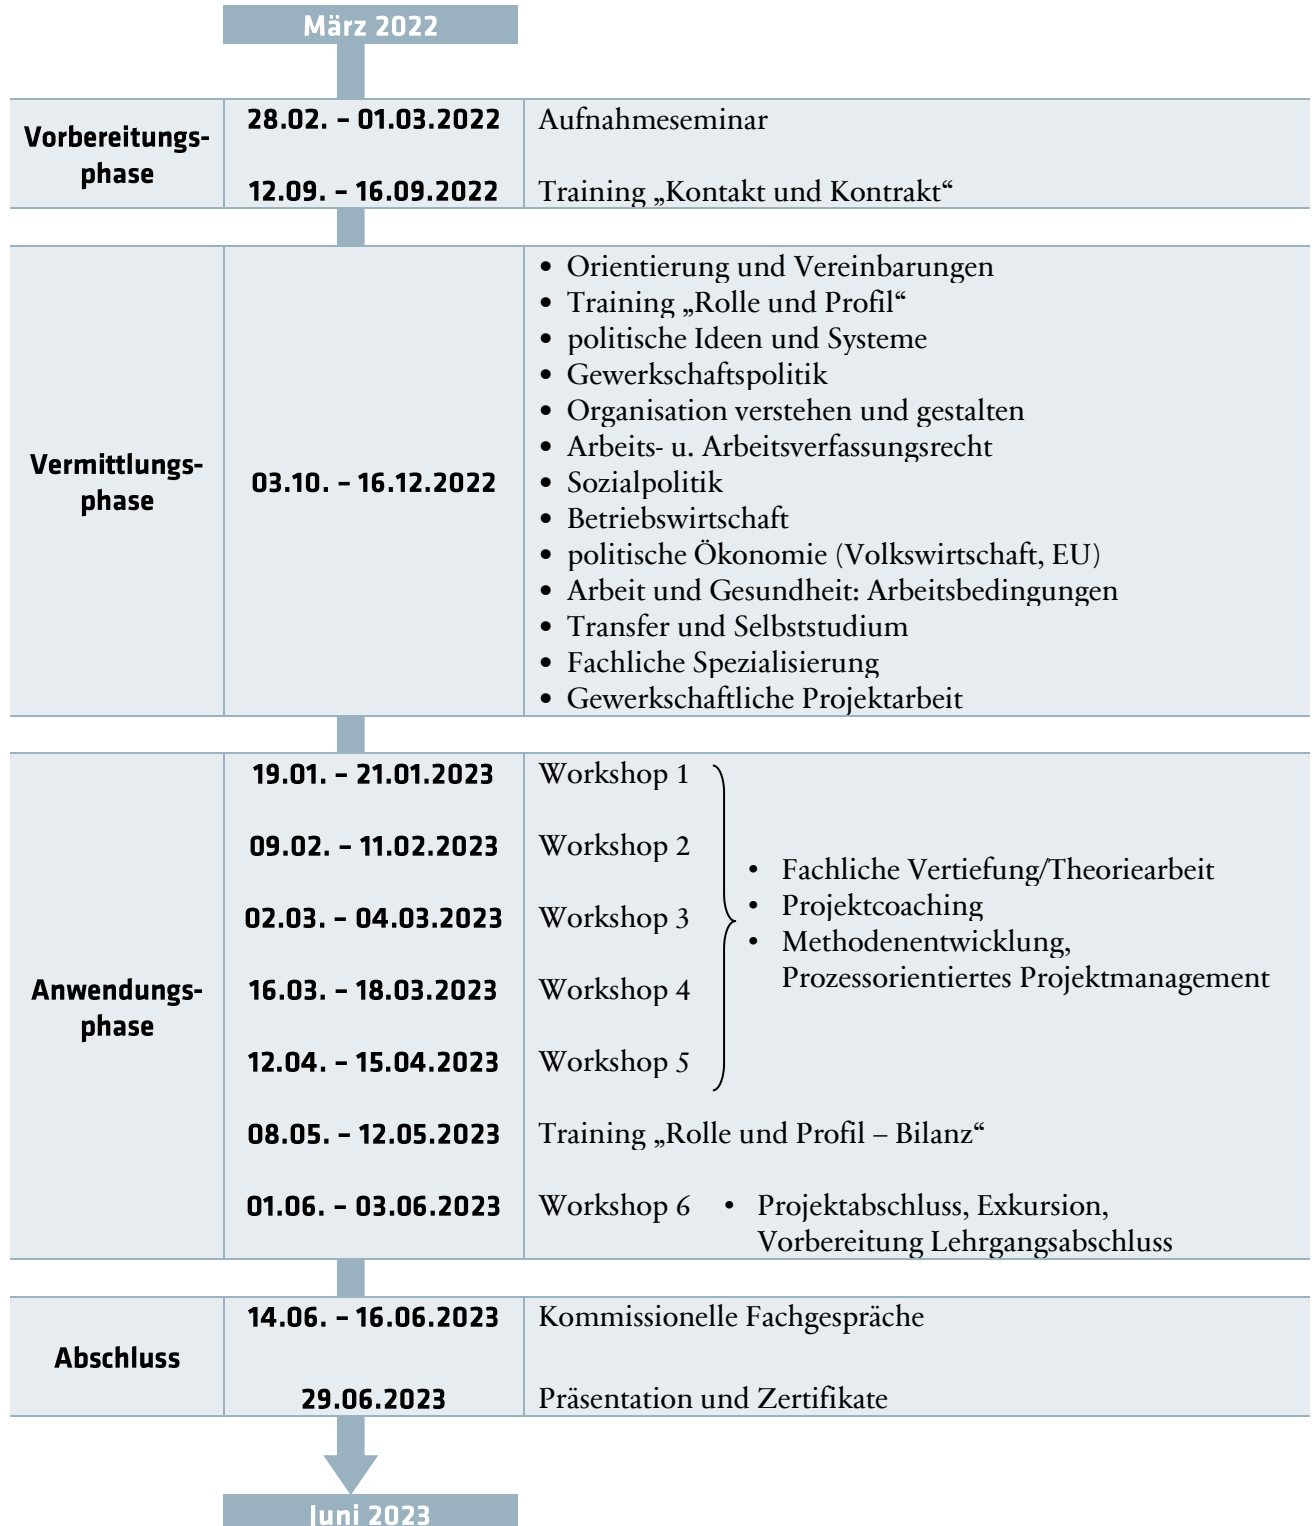 März 2022
Vorbereitungs-
phase
28.02. – 01.03.2022 Aufnahmeseminar
12.09. – 16.09.2022 Training „Kontakt und Kontrakt“
Vermittlungs-
phase
03.10. – 16.12.2022
• Orientierung und Vereinbarungen
• Training „Rolle und Profil“
• politische Ideen und Systeme
• Gewerkschaftspolitik
• Organisation verstehen und gestalten
• Arbeits- u. Arbeitsverfassungsrecht
• Sozialpolitik
• Betriebswirtschaft
• politische Ökonomie (Volkswirtschaft, EU)
• Arbeit und Gesundheit: Arbeitsbedingungen
• Transfer und Selbststudium
• Fachliche Spezialisierung
• Gewerkschaftliche Projektarbeit
Anwendungs-
phase
19.01. – 21.01.2023 Workshop 1
09.02. – 11.02.2023 Workshop 2
02.03. – 04.03.2023 Workshop 3
16.03. – 18.03.2023 Workshop 4
12.04. – 15.04.2023 Workshop 5
• Fachliche Vertiefung/Theoriearbeit
• Projektcoaching
• Methodenentwicklung,
Prozessorientiertes Projektmanagement
08.05. – 12.05.2023 Training „Rolle und Profil – Bilanz“
01.06. – 03.06.2023 Workshop 6 • Projektabschluss, Exkursion,
Vorbereitung Lehrgangsabschluss
Abschluss
14.06. – 16.06.2023 Kommissionelle Fachgespräche
29.06.2023 Präsentation und Zertifikate
Juni 2023